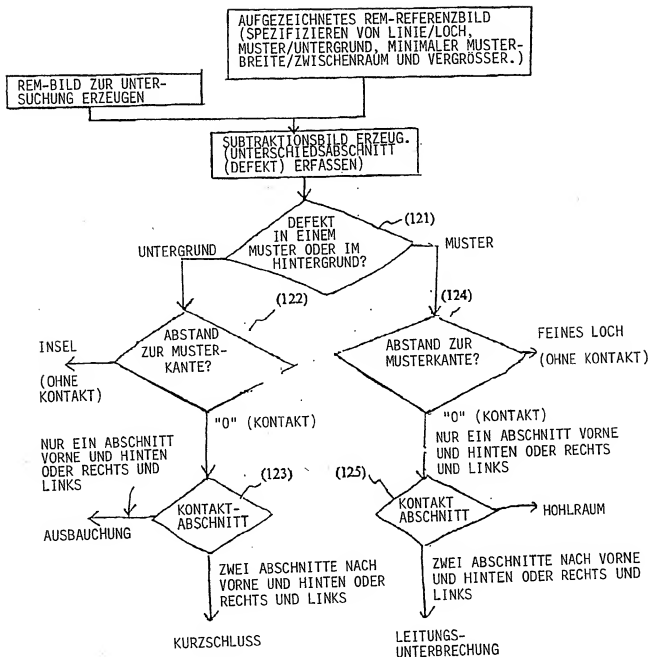 AUFGEZEICHNETES REM-REFERENZBILD
(SPEZIFIZIEREN VON LINIE/LOCH,
MUSTER/UNTERGRUND, MINIMALER MUSTER-
BREITE/ZWISCHENRAUM UND VERGRÖSSER.)
REM-BILD ZUR UNTER-
SUCHUNG ERZEUGEN
SUBTRAKTIONSBILD ERZEUG.
(UNTERSCHIEDSABSCHNITT
(DEFEKT) ERFASSEN)
(121)
DEFEKT
IN EINEM
MUSTER ODER IM
HINTERGRUND?
UNTERGRUND
MUSTER
(122)
ABSTAND
ZUR MUSTER-
KANTE?
INSEL
(OHNE
KONTAKT)
"0" (KONTAKT)
(124)
ABSTAND ZUR
MUSTERKANTE?
FEINES LOCH
(OHNE KONTAKT)
"0" (KONTAKT)
NUR EIN ABSCHNITT
VORNE UND HINTEN
ODER RECHTS UND
LINKS
(123)
KONTAKT-
ABSCHNITT
AUSBAUCHUNG
ZWEI ABSCHNITTE NACH
VORNE UND HINTEN ODER
RECHTS UND LINKS
KURZSCHLUSS
NUR EIN ABSCHNITT VORNE
UND HINTEN ODER RECHTS
UND LINKS
(125)
KONTAKT
ABSCHNITT
HOHLRAUM
ZWEI ABSCHNITTE NACH VORNE
UND HINTEN ODER RECHTS UND
LINKS
LEITUNGS-
UNTERBRECHUNG